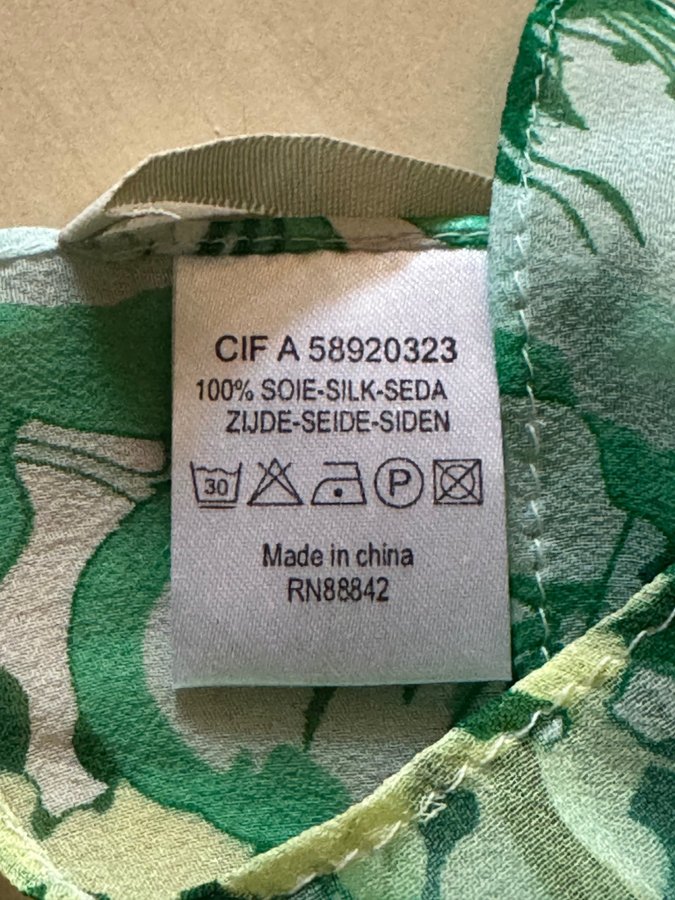 CIF A 58920323
100% SOIE-SILK-SEDA
ZIJDE-SEIDE-SIDEN
30 P
Made in china
RN88842